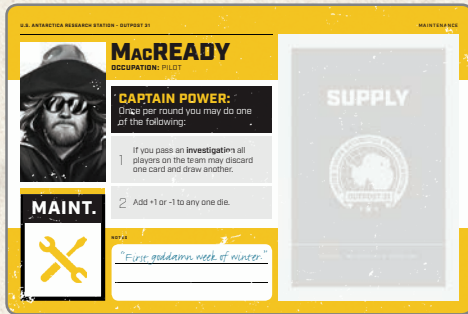 U.S. ANTARCTICA RESEARCH STATION - OUTPOST 31
MAINTENANCE
MACREADY
OCCUPATION: PILOT
CAPTAIN POWER:
Once per round you may do one
of the following:
1 If you pass an investigation all
players on the team may discard
one card and draw another.
2 Add +1 or -1 to any one die.
MAINT.
NOTES
"First goddamn week of winter."
SUPPLY
OUTPOST 31